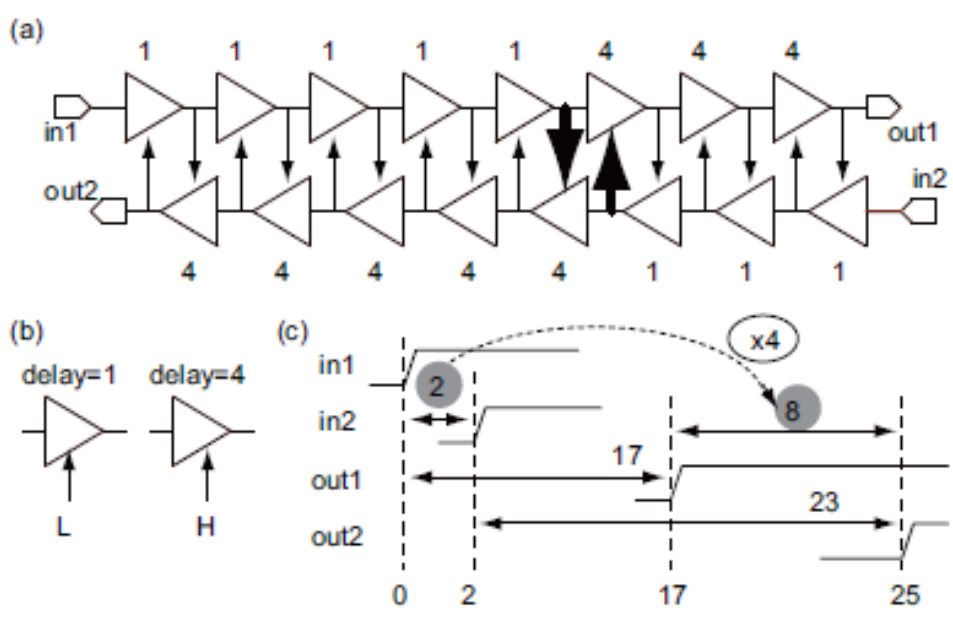 (a)
1 1 1 1 1 4 4 4
in1 out1
out2 in2
4 4 4 4 4 1 1 1
(b)
delay=1 delay=4
L H
(c)
x4
in1
2
8
in2
17
out1
23
out2
0 2 17 25